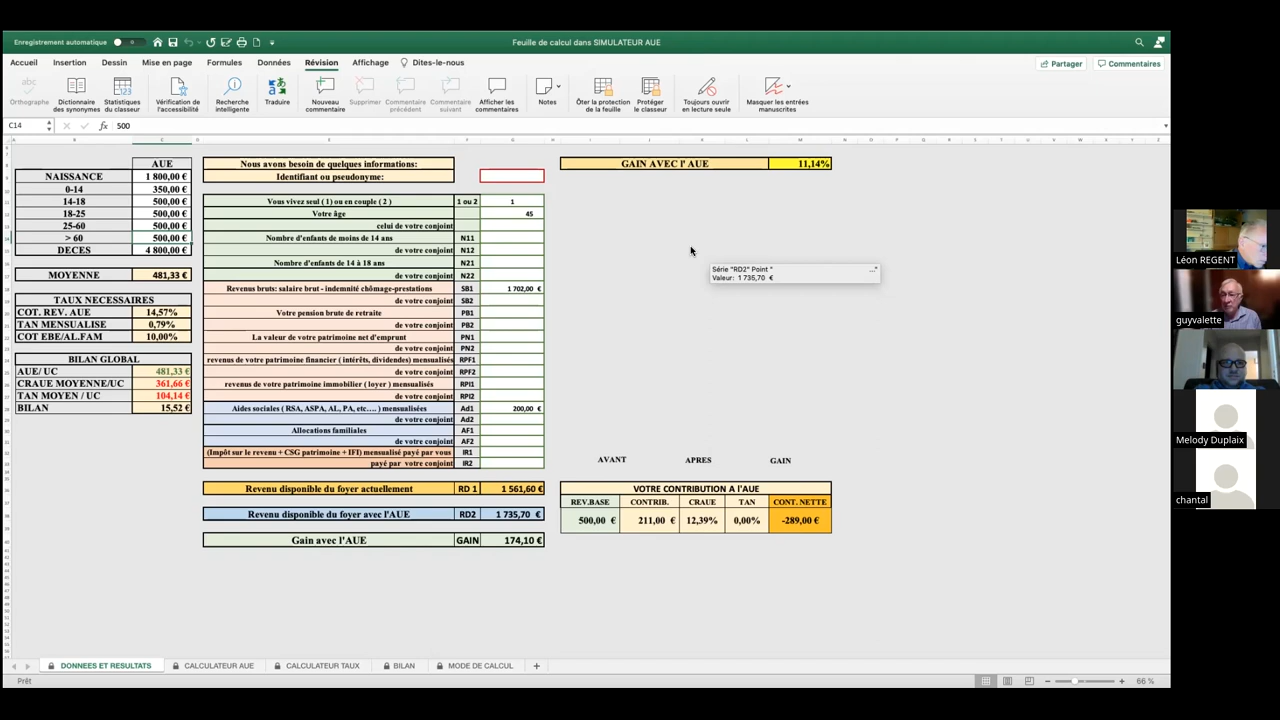 Enregistrement automatique
Feuille de calcul dans SIMULATEUR AUE
Accueil Insertion Dessin Mise en page Formules Données Révision Affichage Dites-le-nous Partager Commentaires
Orthographe
Dictionnaire des synonymes
Statistiques du classeur
Vérification de l'accessibilité
Recherche intelligente
Traduire
Nouveau commentaire
Supprimer
Commentaire précédent
Commentaire suivant
Afficher les commentaires
Notes
Ôter la protection de la feuille
Protéger le classeur
Toujours ouvrir en lecture seule
Masquer les entrées manuscrites
C14 fx 500
AUE
NAISSANCE 1 800,00 €
0-14 350,00 €
14-18 500,00 €
18-25 500,00 €
25-60 500,00 €
> 60 500,00 €
DECES 4 800,00 €
MOYENNE 481,33 €
TAUX NECESSAIRES
COT. REV. AUE 14,57%
TAN MENSUALISE 0,79%
COT EBE/AL.FAM 10,00%
BILAN GLOBAL
AUE/ UC 481,33 €
CRAUE MOYENNE/UC 361,66 €
TAN MOYEN / UC 104,14 €
BILAN 15,52 €
Nous avons besoin de quelques informations:
Identifiant ou pseudonyme:
Vous vivez seul ( 1) ou en couple ( 2 ) 1 ou 2 1
Votre âge 45
celui de votre conjoint
Nombre d'enfants de moins de 14 ans N11
de votre conjoint N12
Nombre d'enfants de 14 à 18 ans N21
de votre conjoint N22
Revenus bruts: salaire brut - indemnité chômage-prestations SB1 1 702,00 €
de votre conjoint SB2
Votre pension brute de retraite PB1
de votre conjoint PB2
La valeur de votre patrimoine net d'emprunt PN1
de votre conjoint PN2
revenus de votre patrimoine financier ( intérêts, dividendes) mensualisés RPF1
de votre conjoint RPF2
revenus de votre patrimoine immobilier ( loyer ) mensualisés RPI1
de votre conjoint RPI2
Aides sociales ( RSA, ASPA, AL, PA, etc.... ) mensualisées Ad1 200,00 €
de votre conjoint Ad2
Allocations familiales AF1
de votre conjoint AF2
(Impôt sur le revenu + CSG patrimoine + IFI) mensualisé payé par vous IR1
payé par votre conjoint IR2
Revenu disponible du foyer actuellement RD 1 1 561,60 €
Revenu disponible du foyer avec l'AUE RD2 1 735,70 €
Gain avec l'AUE GAIN 174,10 €
GAIN AVEC l' AUE 11,14%
Série "RD2" Point " ..."
Valeur: 1 735,70 €
AVANT APRES GAIN
VOTRE CONTRIBUTION A l'AUE
REV.BASE CONTRIB. CRAUE TAN CONT. NETTE
500,00 € 211,00 € 12,39% 0,00% -289,00 €
Léon REGENT
guyvalette
Melody Duplaix
chantal
DONNEES ET RESULTATS CALCULATEUR AUE CALCULATEUR TAUX BILAN MODE DE CALCUL
Prêt 66 %